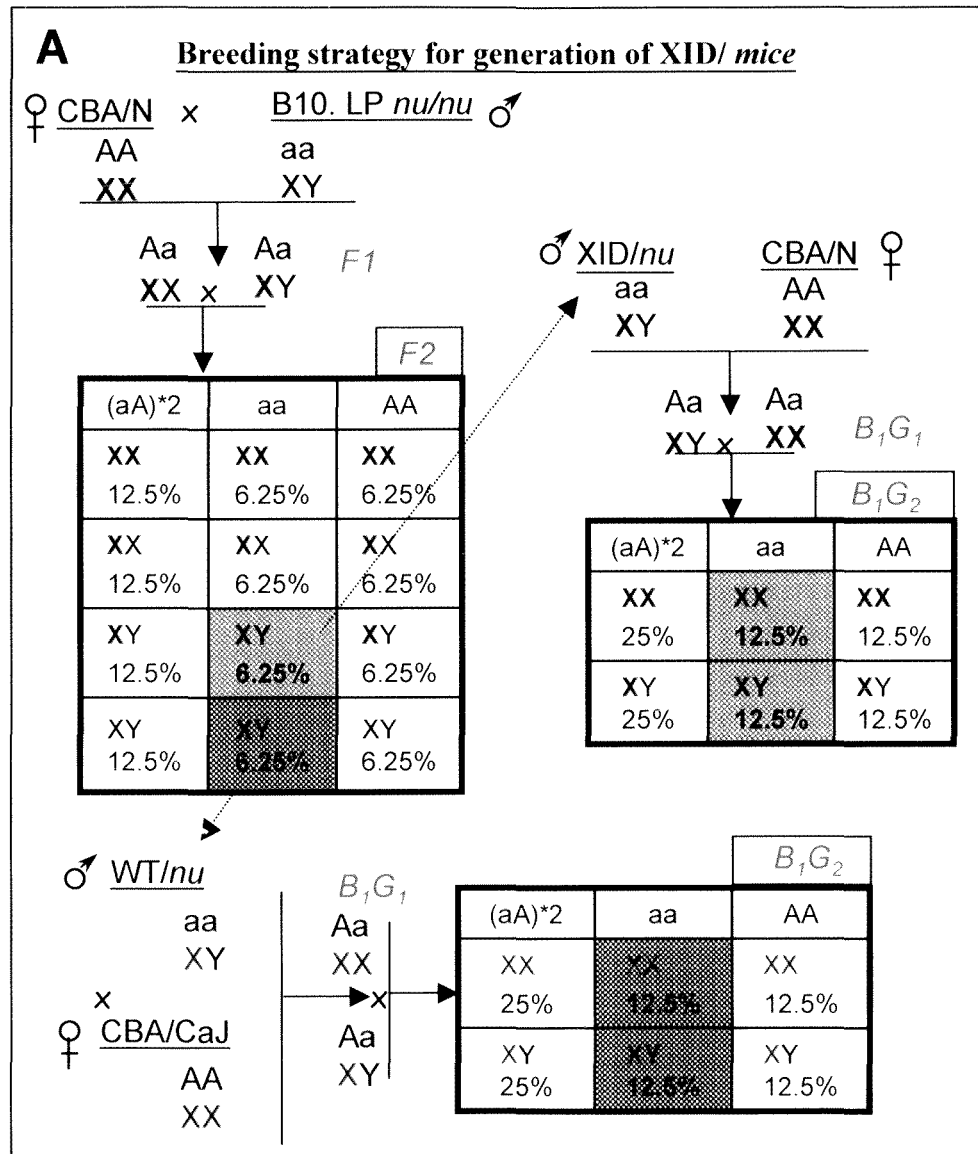 A
Breeding strategy for generation of XID/ mice
♀ CBA/N x B10. LP nu/nu ♂
AA aa
XX XY
Aa Aa F1
XX x XY
F2
(aA)*2 aa AA
XX XX XX
12.5% 6.25% 6.25%
XX XX XX
12.5% 6.25% 6.25%
XY XY XY
12.5% 6.25% 6.25%
XY XY XY
12.5% 6.25% 6.25%
♂ XID/nu CBA/N ♀
aa AA
XY XX
Aa Aa
XY x XX B1G1
B1G2
(aA)*2 aa AA
XX XX XX
25% 12.5% 12.5%
XY XY XY
25% 12.5% 12.5%
♂ WT/nu
aa
XY
x
♀ CBA/CaJ
AA
XX
B1G1
Aa
XX
x
Aa
XY
B1G2
(aA)*2 aa AA
XX XX XX
25% 12.5% 12.5%
XY XY XY
25% 12.5% 12.5%